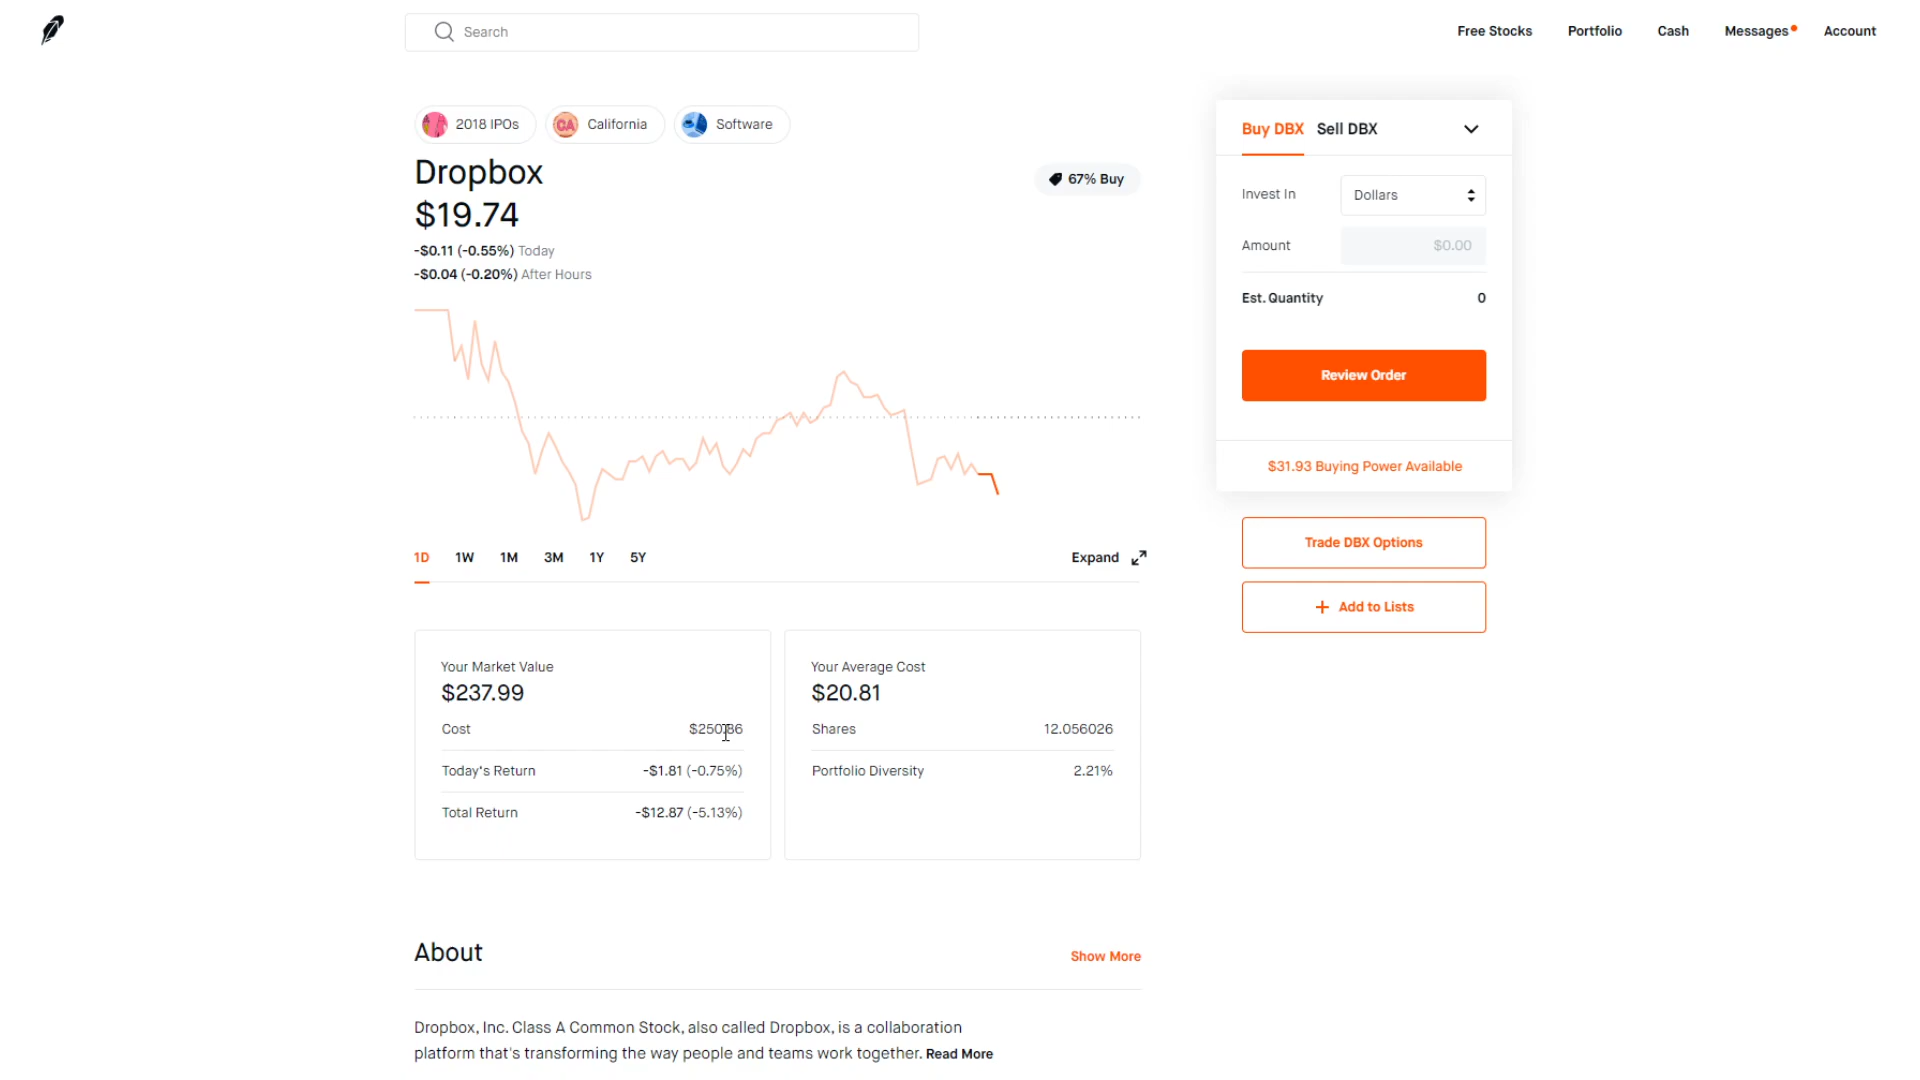 Search
Free Stocks Portfolio Cash Messages Account
2018 IPOs CA California Software
Dropbox
$19.74
67% Buy
-$0.11 (-0.55%) Today
-$0.04 (-0.20%) After Hours
1D 1W 1M 3M 1Y 5Y Expand
Your Market Value
$237.99
Cost $250.86
Today's Return -$1.81 (-0.75%)
Total Return -$12.87 (-5.13%)
Your Average Cost
$20.81
Shares 12.056026
Portfolio Diversity 2.21%
About Show More
Dropbox, Inc. Class A Common Stock, also called Dropbox, is a collaboration
platform that's transforming the way people and teams work together. Read More
Buy DBX Sell DBX
Invest In Dollars
Amount $0.00
Est. Quantity 0
Review Order
$31.93 Buying Power Available
Trade DBX Options
+ Add to Lists